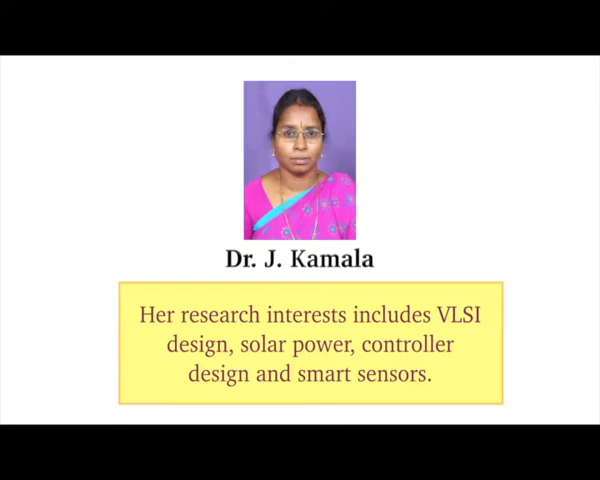 Dr. J. Kamala
Her research interests includes VLSI
design, solar power, controller
design and smart sensors.